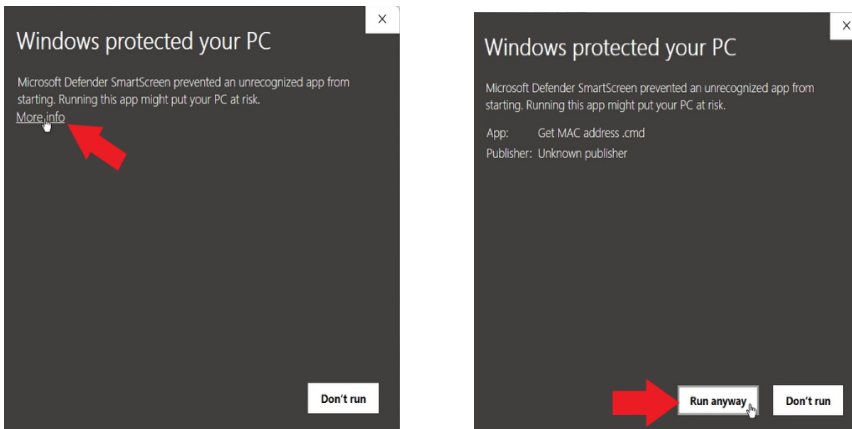 X
Windows protected your PC
Microsoft Defender SmartScreen prevented an unrecognized app from
starting. Running this app might put your PC at risk.
More info
Don't run
X
Windows protected your PC
Microsoft Defender SmartScreen prevented an unrecognized app from
starting. Running this app might put your PC at risk.
App: Get MAC address .cmd
Publisher: Unknown publisher
Run anyway
Don't run